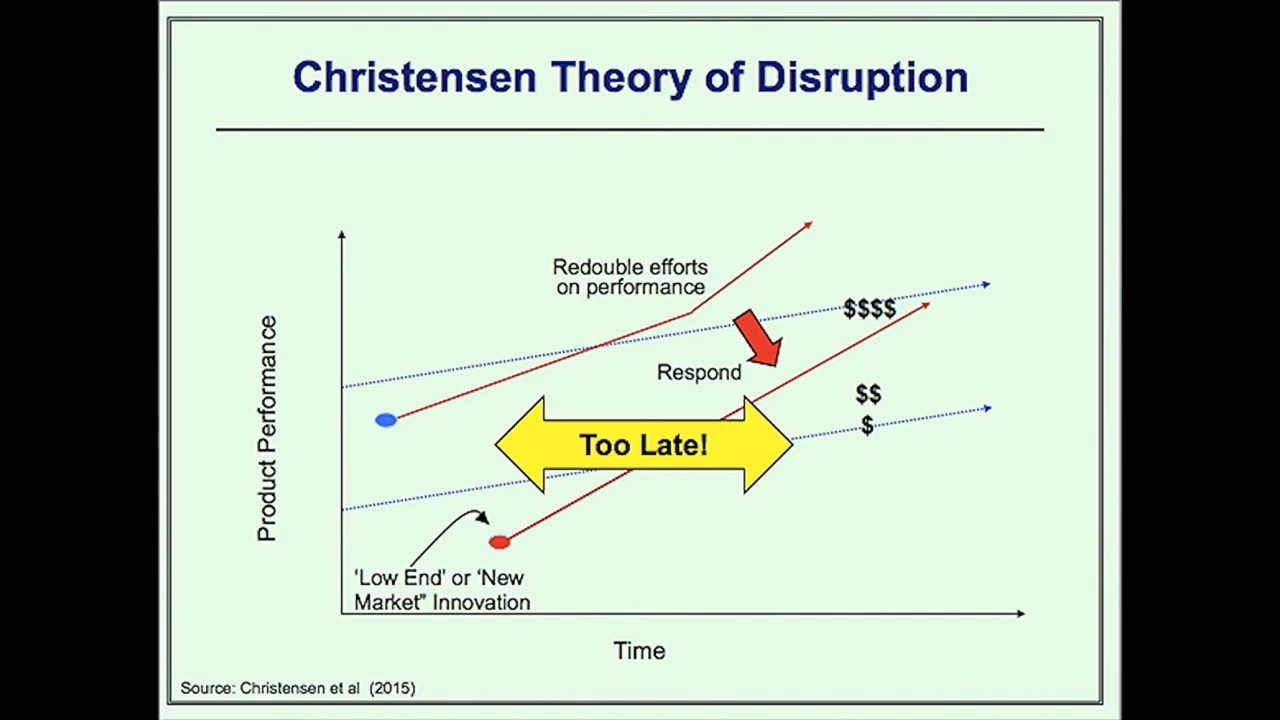 Christensen Theory of Disruption
Redouble efforts
on performance
$$$$
Respond
$$
$
Too Late!
Product Performance
‘Low End’ or ‘New
Market” Innovation
Time
Source: Christensen et al (2015)